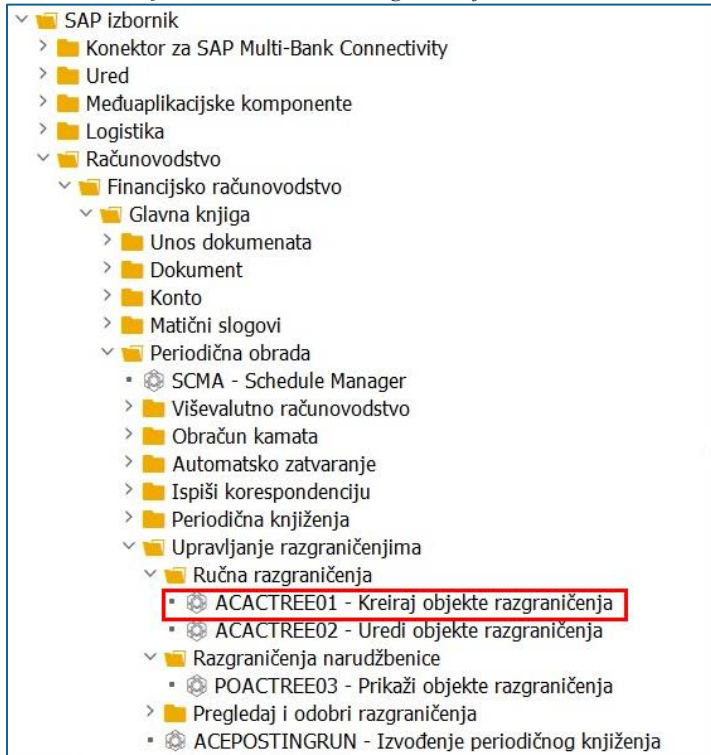 SAP izbornik
Konektor za SAP Multi-Bank Connectivity
Ured
Međuaplikacijske komponente
Logistika
Računovodstvo
Financijsko računovodstvo
Glavna knjiga
Unos dokumenata
Dokument
Konto
Matični slogovi
Periodična obrada
SCMA - Schedule Manager
Viševalutno računovodstvo
Obračun kamata
Automatsko zatvaranje
Ispiši korespondenciju
Periodična knjiženja
Upravljanje razgraničenjima
Ručna razgraničenja
ACACTREE01 - Kreiraj objekte razgraničenja
ACACTREE02 - Uredi objekte razgraničenja
Razgraničenja narudžbenice
POACTREE03 - Prikaži objekte razgraničenja
Pregledaj i odobri razgraničenja
ACEPOSTINGRUN - Izvođenje periodičnog knjiženja